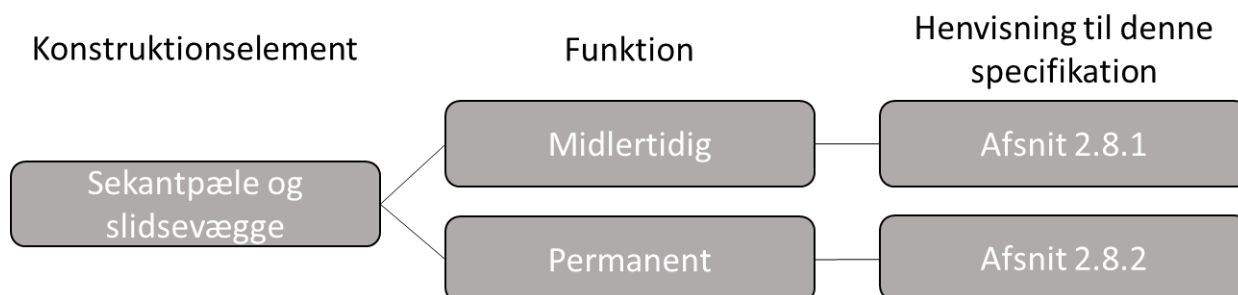 Konstruktionselement
Funktion
Henvisning til denne
specifikation
Sekantpæle og
slidsevægge
Midlertidig
Afsnit 2.8.1
Permanent
Afsnit 2.8.2